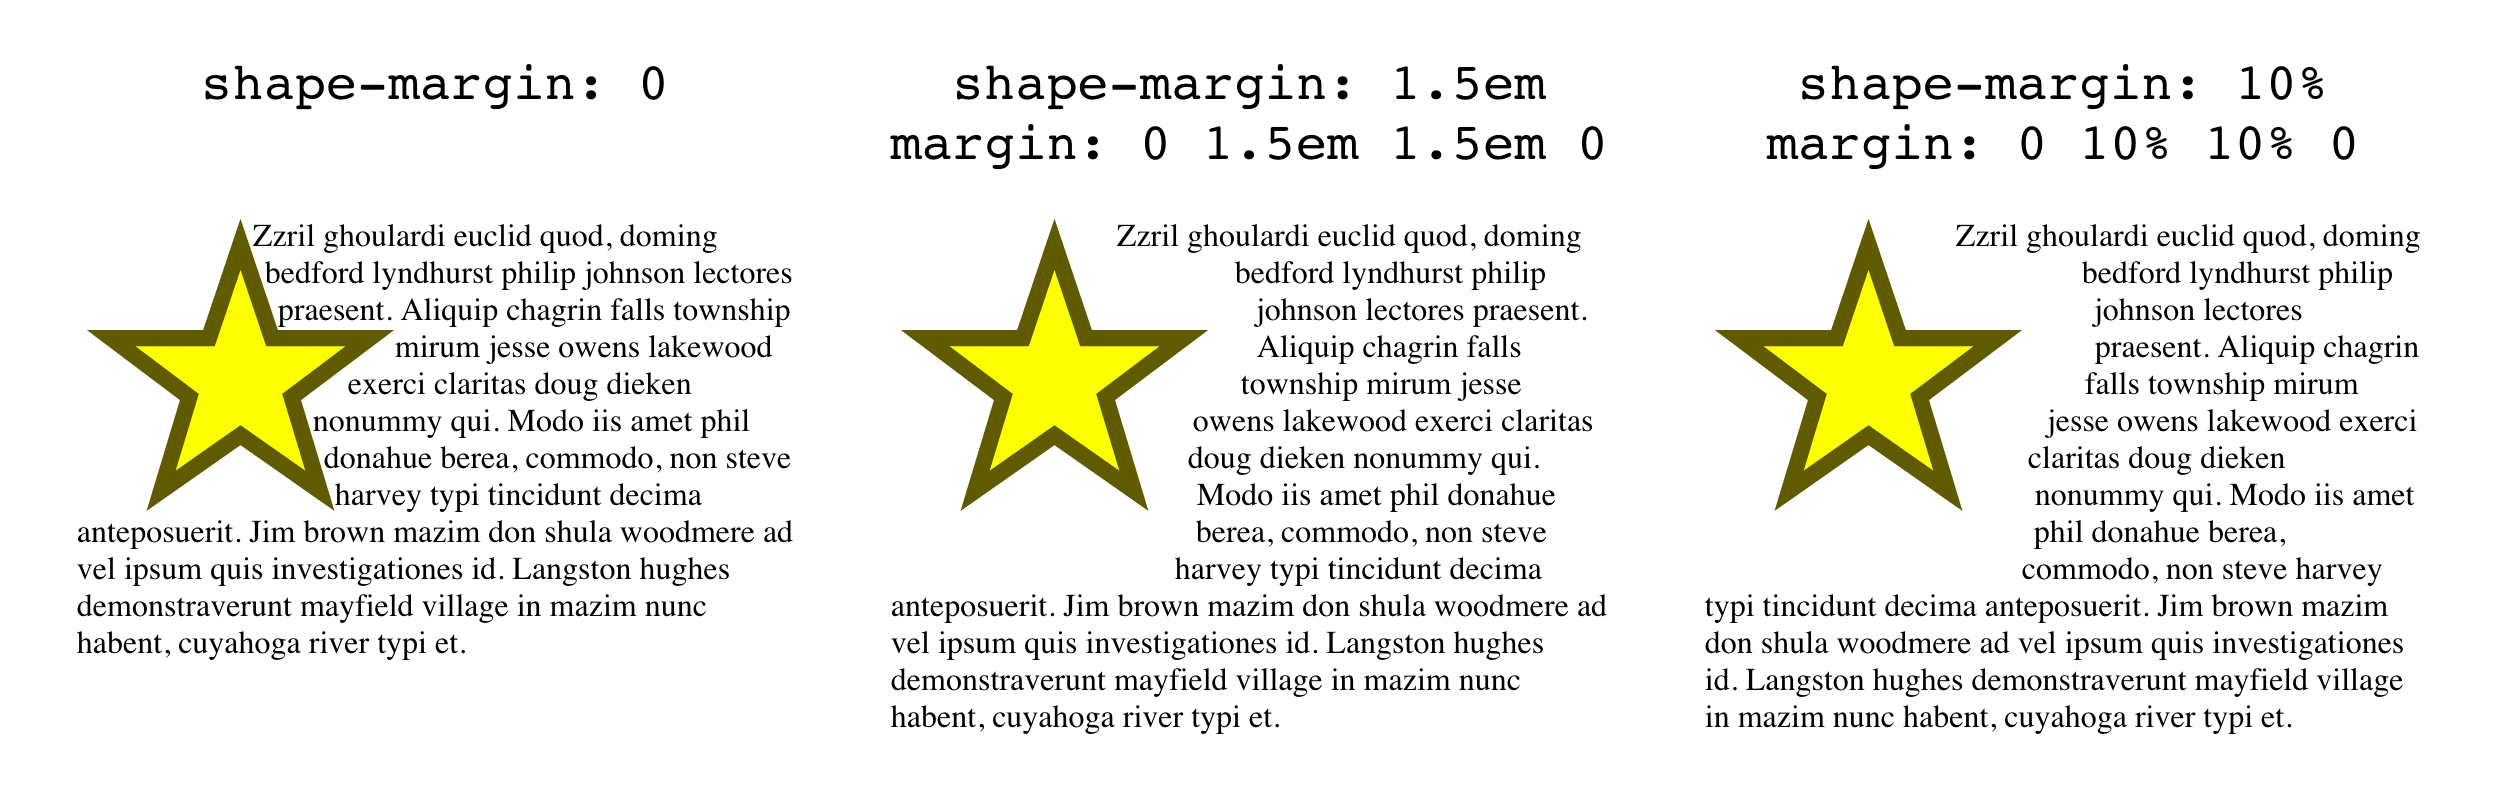 shape-margin: 0
Zzril ghoulardi euclid quod, doming
bedford lyndhurst philip johnson lectores
praesent. Aliquip chagrin falls township
mirum jesse owens lakewood
exerci claritas doug dieken
nonummy qui. Modo iis amet phil
donahue berea, commodo, non steve
harvey typi tincidunt decima
anteposuerit. Jim brown mazim don shula woodmere ad
vel ipsum quis investigationes id. Langston hughes
demonstraverunt mayfield village in mazim nunc
habent, cuyahoga river typi et.
shape-margin: 1.5em
margin: 0 1.5em 1.5em 0
Zzril ghoulardi euclid quod, doming
bedford lyndhurst philip
johnson lectores praesent.
Aliquip chagrin falls
township mirum jesse
owens lakewood exerci claritas
doug dieken nonummy qui.
Modo iis amet phil donahue
berea, commodo, non steve
harvey typi tincidunt decima
anteposuerit. Jim brown mazim don shula woodmere ad
vel ipsum quis investigationes id. Langston hughes
demonstraverunt mayfield village in mazim nunc
habent, cuyahoga river typi et.
shape-margin: 10%
margin: 0 10% 10% 0
Zzril ghoulardi euclid quod, doming
bedford lyndhurst philip
johnson lectores
praesent. Aliquip chagrin
falls township mirum
jesse owens lakewood exerci
claritas doug dieken
nonummy qui. Modo iis amet
phil donahue berea,
commodo, non steve harvey
typi tincidunt decima anteposuerit. Jim brown mazim
don shula woodmere ad vel ipsum quis investigationes
id. Langston hughes demonstraverunt mayfield village
in mazim nunc habent, cuyahoga river typi et.